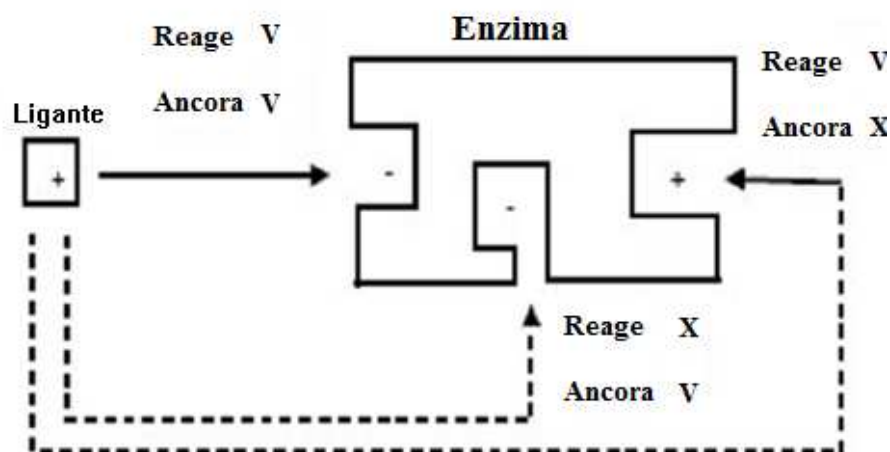 Enzima
Reage V
Ancora V
Reage V
Ancora X
Ligante
+
-
-
+
Reage X
Ancora V